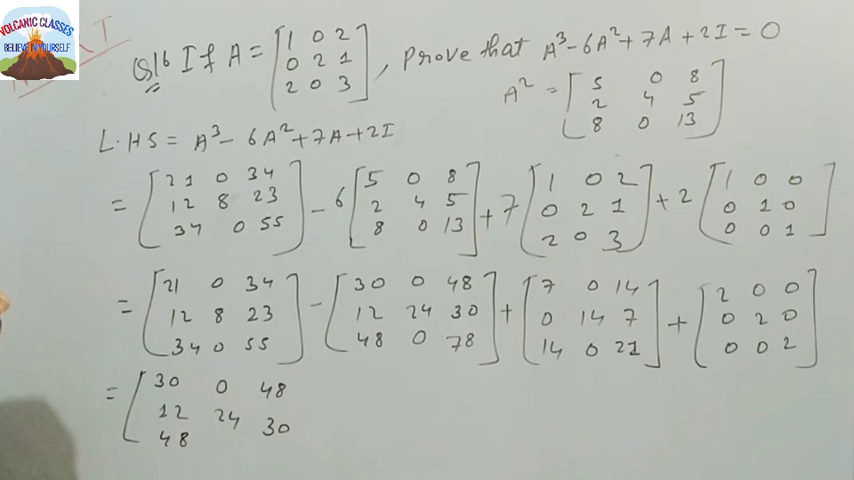 VOLCANIC CLASSES
BELIEVE IN YOURSELF
Q16 If A = [1 0 2
0 2 1
2 0 3], Prove that A³ - 6A² + 7A + 2I = 0
A² = [5 0 8
2 4 5
8 0 13]
L.HS = A³ - 6A² + 7A + 2I
= [21 0 34
12 8 23
34 0 55] - 6 [5 0 8
2 4 5
8 0 13] + 7 [1 0 2
0 2 1
2 0 3] + 2 [1 0 0
0 1 0
0 0 1]
= [21 0 34
12 8 23
34 0 55] - [30 0 48
12 24 30
48 0 78] + [7 0 14
0 14 7
14 0 21] + [2 0 0
0 2 0
0 0 2]
= [30 0 48
12 24
48 30